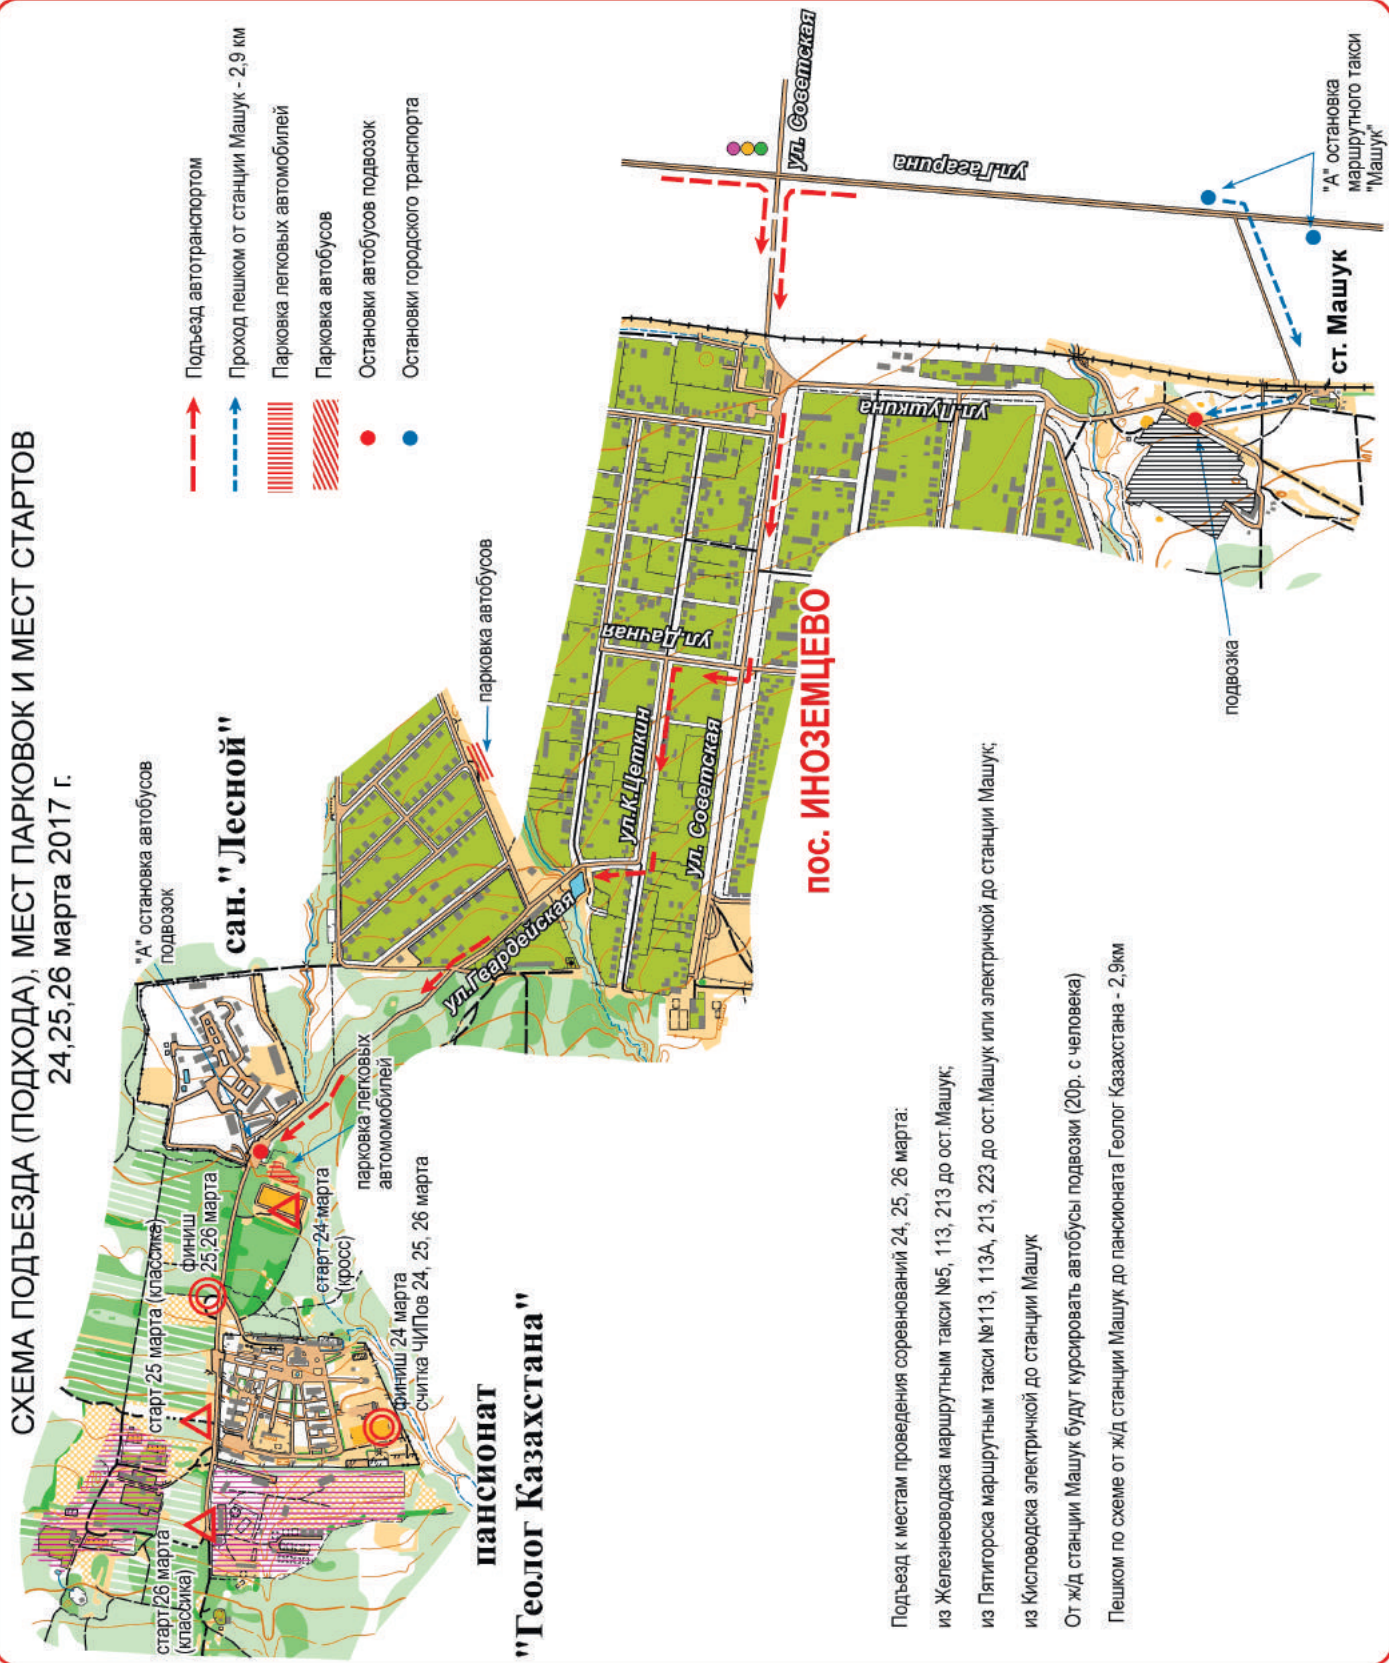 СХЕМА ПОДЪЕЗДА (ПОДХОДА), МЕСТ ПАРКОВОК И МЕСТ СТАРТОВ
24,25,26 марта 2017 г.
Подъезд автотранспортом
Проход пешком от станции Машук - 2,9 км
Парковка легковых автомобилей
Парковка автобусов
Остановки автобусов подвозок
Остановки городского транспорта
"А" остановка автобусов
подвозок
сан."Лесной"
парковка автобусов
ул. Советская
ул.Гагарина
"А" остановка
маршрутного такси
"Машук"
ст. Машук
ул.Пушкина
ул.Дачная
ул.К.Цеткин
ул. Советская
ул.Гвардейская
пос. ИНОЗЕМЦЕВО
подвозка
парковка легковых
автомомобилей
старт 26 марта
(классика)
старт 25 марта (классика)
финиш
25,26 марта
старт 24 марта
(кросс)
финиш 24 марта
считка ЧИПов 24, 25, 26 марта
пансионат
"Геолог Казахстана"
Подъезд к местам проведения соревнований 24, 25, 26 марта:
из Железноводска маршрутным такси №5, 113, 213 до ост.Машук;
из Пятигорска маршрутным такси №113, 113А, 213, 223 до ост.Машук или электричкой до станции Машук;
из Кисловодска электричкой до станции Машук
От ж/д станции Машук будут курсировать автобусы подвозки (20р. с человека)
Пешком по схеме от ж/д станции Машук до пансионата Геолог Казахстана - 2,9км